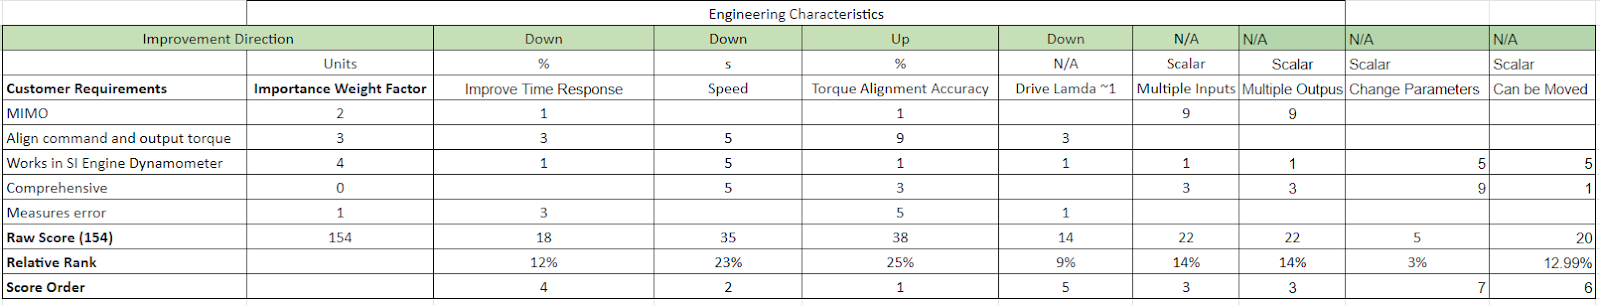 Engineering Characteristics
Improvement Direction Down Down Up Down N/A N/A N/A N/A
Units % s % N/A Scalar Scalar Scalar Scalar
Customer Requirements Importance Weight Factor Improve Time Response Speed Torque Alignment Accuracy Drive Lamda ~1 Multiple Inputs Multiple Outpus Change Parameters Can be Moved
MIMO 2 1 1 9 9
Align command and output torque 3 3 5 9 3
Works in SI Engine Dynamometer 4 1 5 1 1 1 1 5 5
Comprehensive 0 5 3 3 3 9 1
Measures error 1 3 5 1
Raw Score (154) 154 18 35 38 14 22 22 5 20
Relative Rank 12% 23% 25% 9% 14% 14% 3% 12.99%
Score Order 4 2 1 5 3 3 7 6